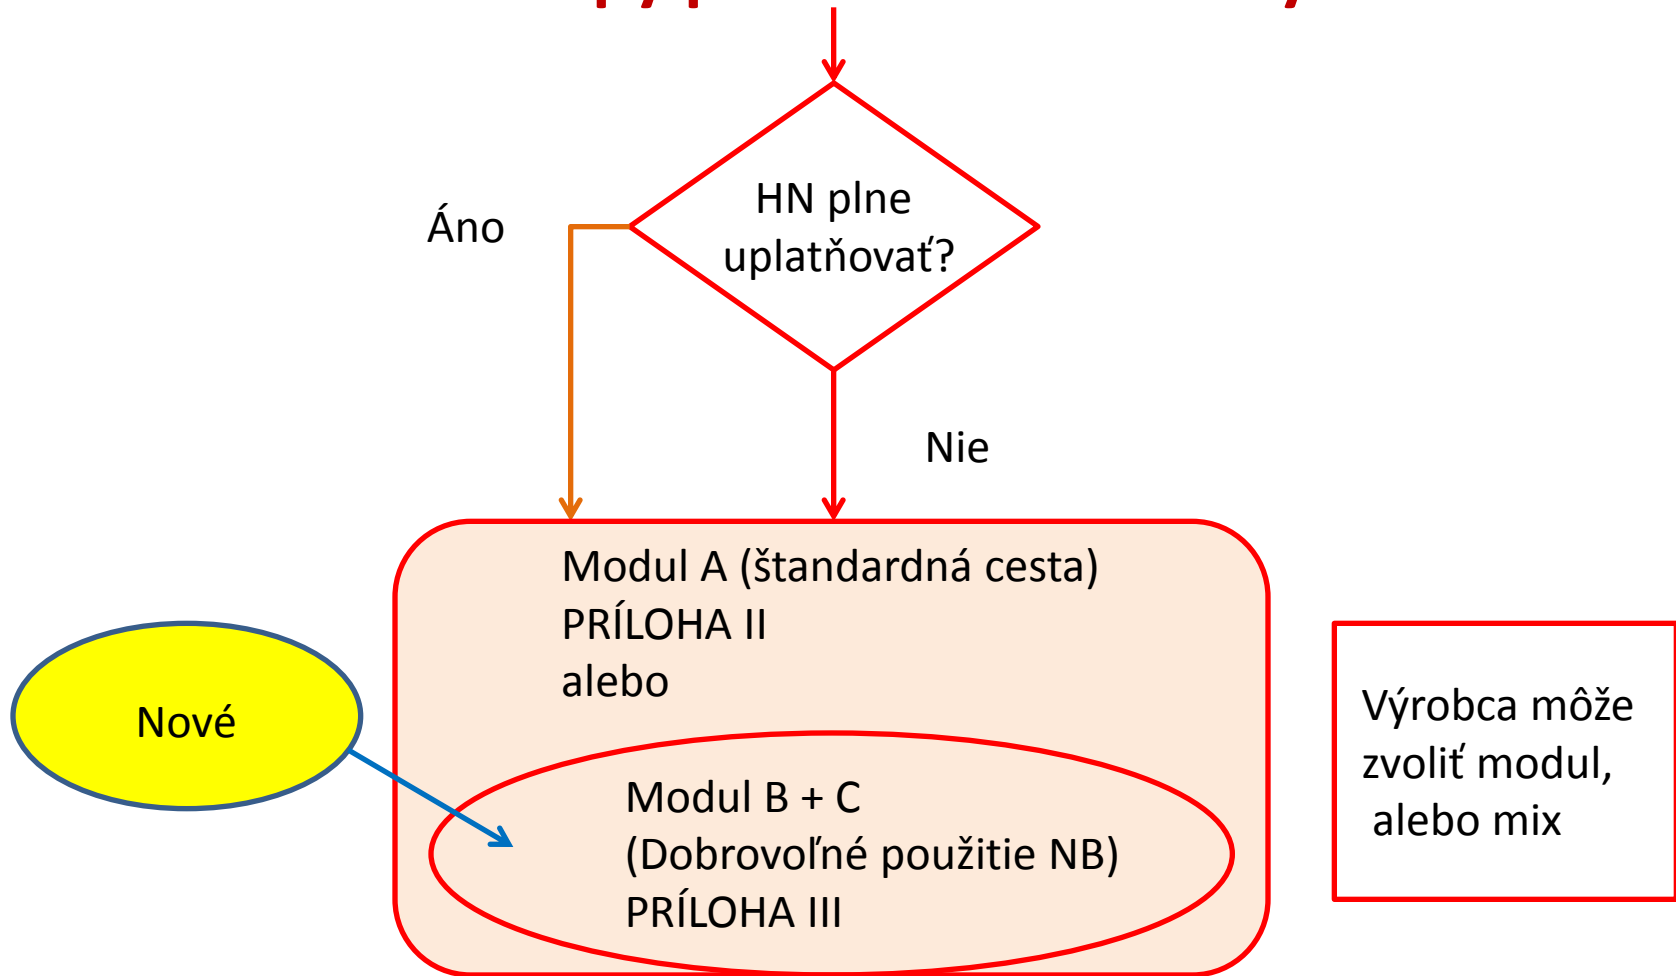 HN plne
uplatňovať?
Áno
Nie
Modul A (štandardná cesta)
PRÍLOHA II
alebo
Nové
Modul B + C
(Dobrovoľné použitie NB)
PRÍLOHA III
Výrobca môže
zvoliť modul,
alebo mix